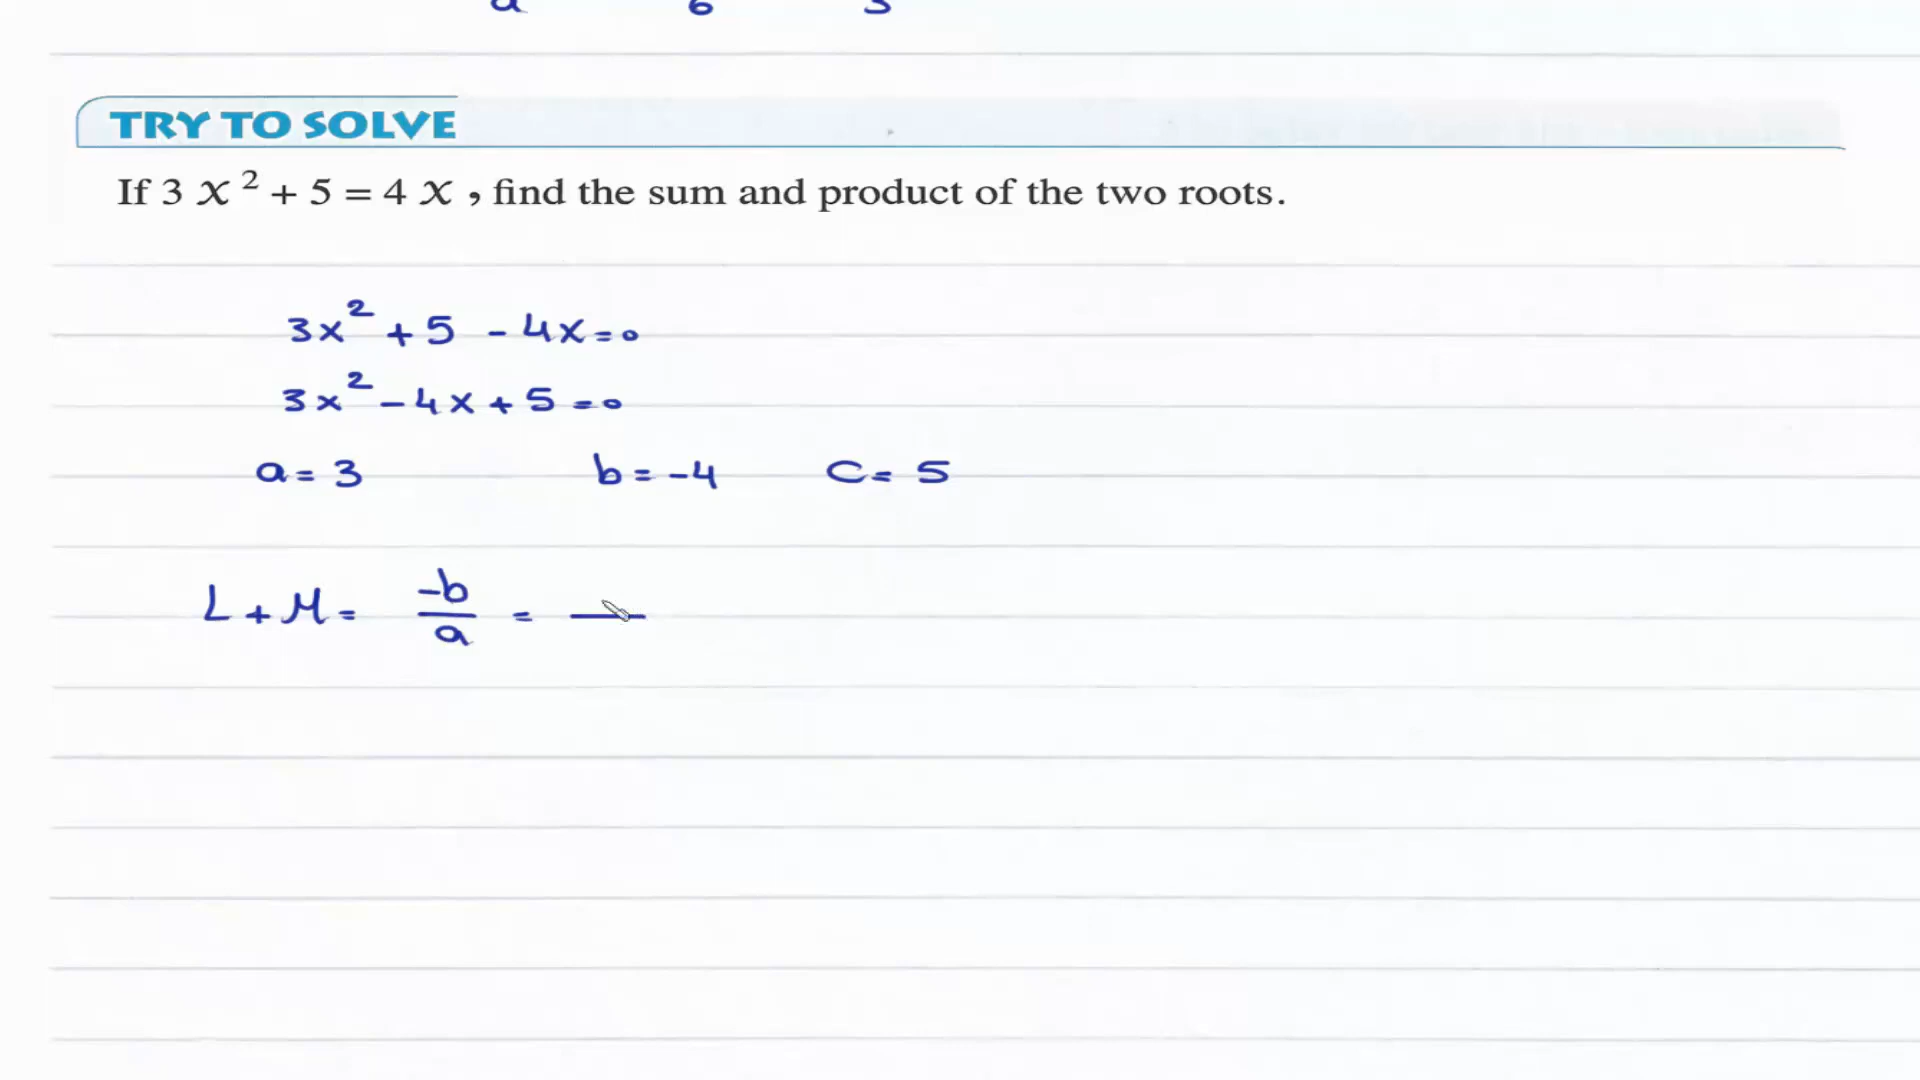 TRY TO SOLVE
If 3 x² + 5 = 4 x , find the sum and product of the two roots.
3x² + 5 - 4x = 0
3x² - 4x + 5 = 0
a = 3 b = -4 c = 5
L + M = -b/a =